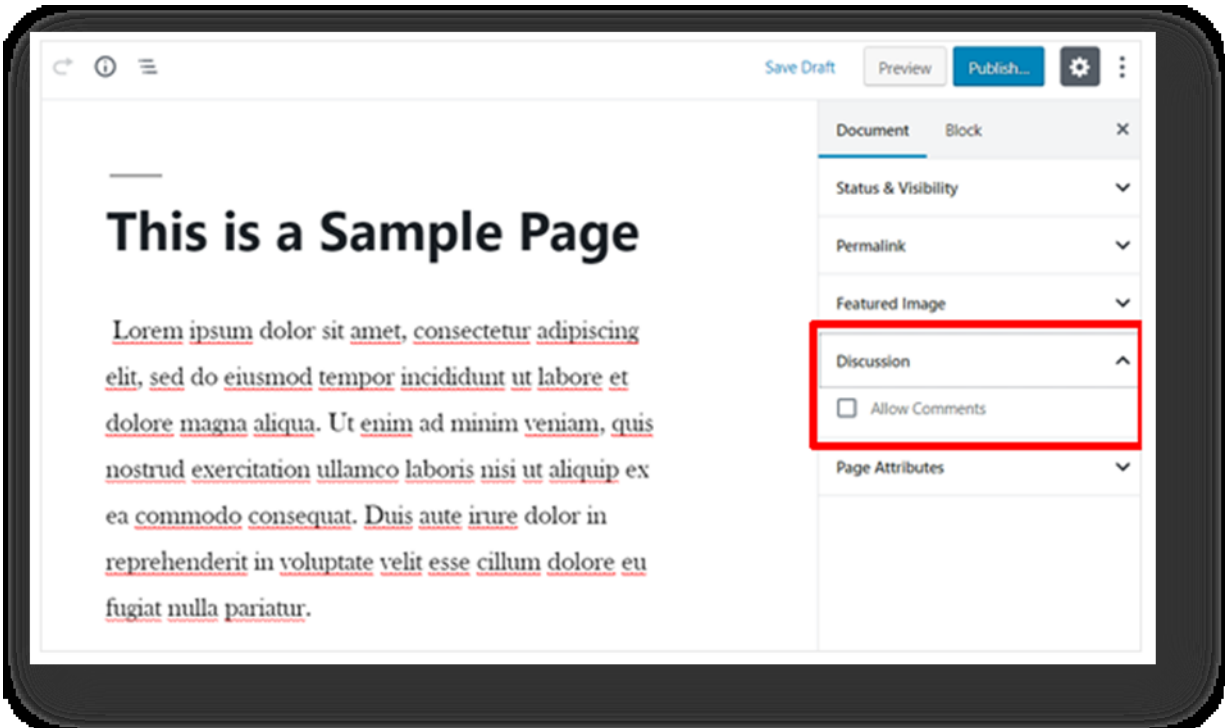 Save Draft Preview Publish...
Document Block
Status & Visibility
Permalink
Featured Image
Discussion
Allow Comments
Page Attributes
This is a Sample Page
Lorem ipsum dolor sit amet, consectetur adipiscing
elit, sed do eiusmod tempor incididunt ut labore et
dolore magna aliqua. Ut enim ad minim veniam, quis
nostrud exercitation ullamco laboris nisi ut aliquip ex
ea commodo consequat. Duis aute irure dolor in
reprehenderit in voluptate velit esse cillum dolore eu
fugiat nulla pariatur.